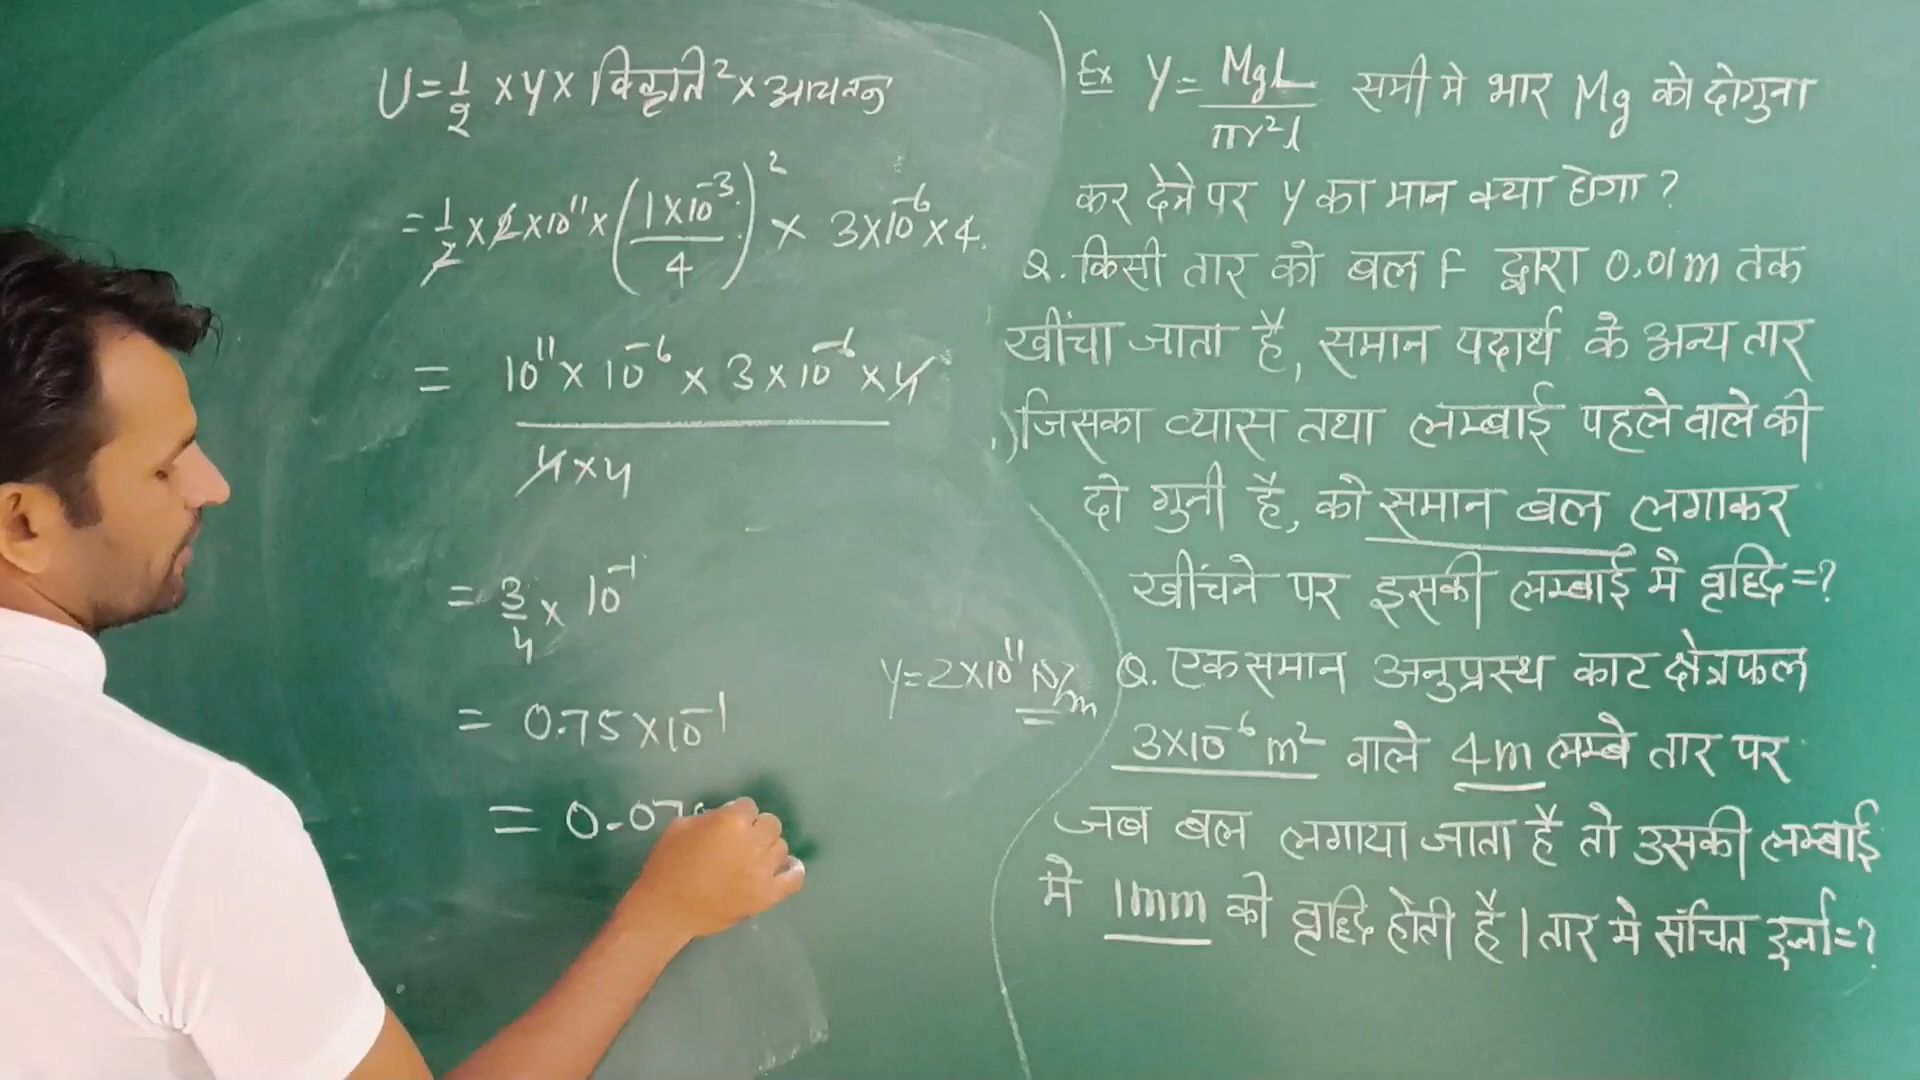 U = 1/2 × Y × विकृति² × आयतन
= 1/2 × 2 × 10¹¹ × (1×10⁻³/4)² × 3×10⁻⁶ × 4
= 10¹¹ × 10⁻⁶ × 3 × 10⁻⁶ × 4
4 × 4
= 3/4 × 10⁻¹
= 0.75 × 10⁻¹
= 0.07
Y = 2×10¹¹ N/m
Ex Y = MgL/πr²l समी मे भार Mg को दोगुना
कर देने पर Y का मान क्या होगा ?
Q. किसी तार को बल F द्वारा 0.01m तक
खींचा जाता है, समान पदार्थ के अन्य तार
जिसका व्यास तथा लम्बाई पहले वाले की
दो गुनी है, को समान बल लगाकर
खींचने पर इसकी लम्बाई मे वृद्धि = ?
Q. एकसमान अनुप्रस्थ काट क्षेत्रफल
3×10⁻⁶ m² वाले 4m लम्बे तार पर
जब बल लगाया जाता है तो उसकी लम्बाई
मे 1mm की वृद्धि होती है । तार मे संचित ऊर्जा = ?